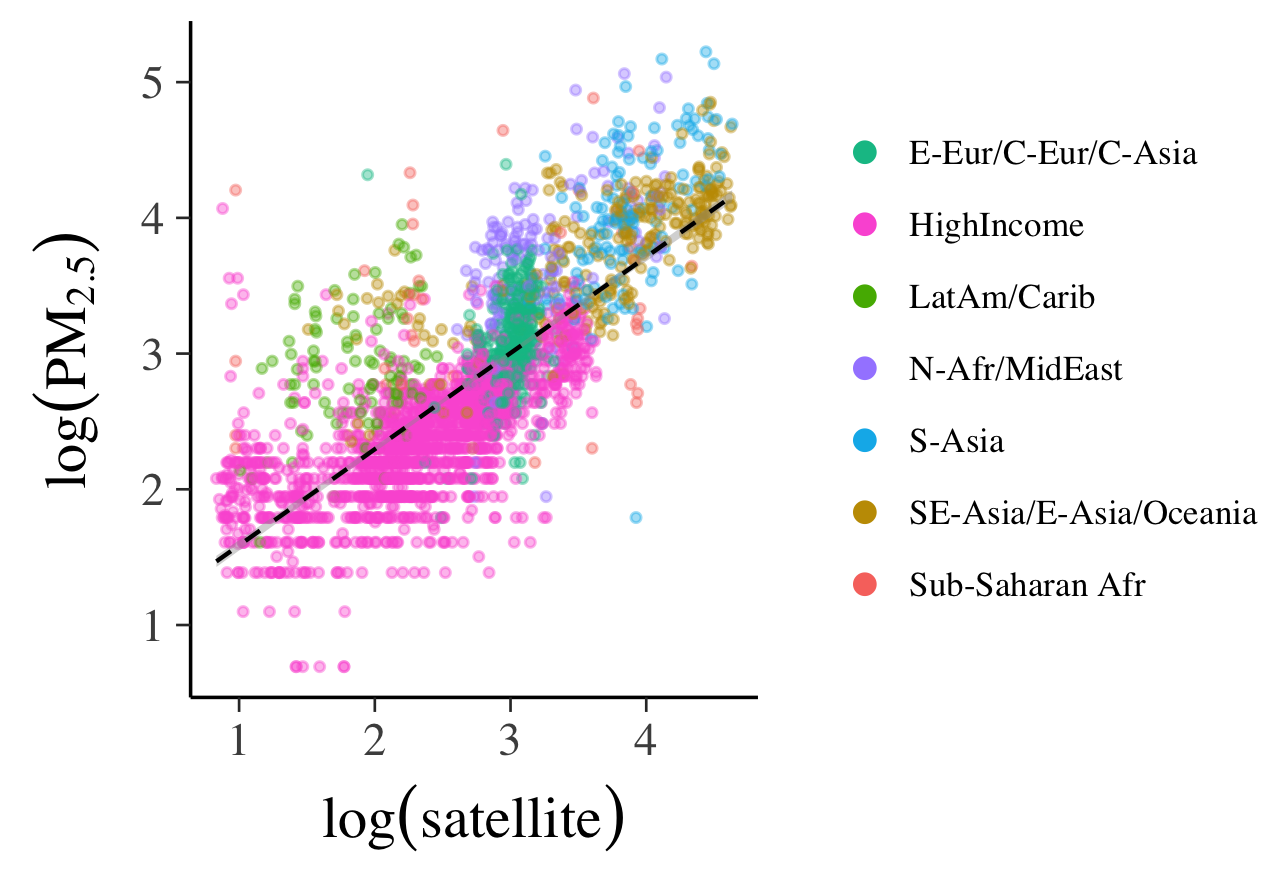 log(PM2.5)
5
4
3
2
1
1 2 3 4
log(satellite)
E-Eur/C-Eur/C-Asia
HighIncome
LatAm/Carib
N-Afr/MidEast
S-Asia
SE-Asia/E-Asia/Oceania
Sub-Saharan Afr